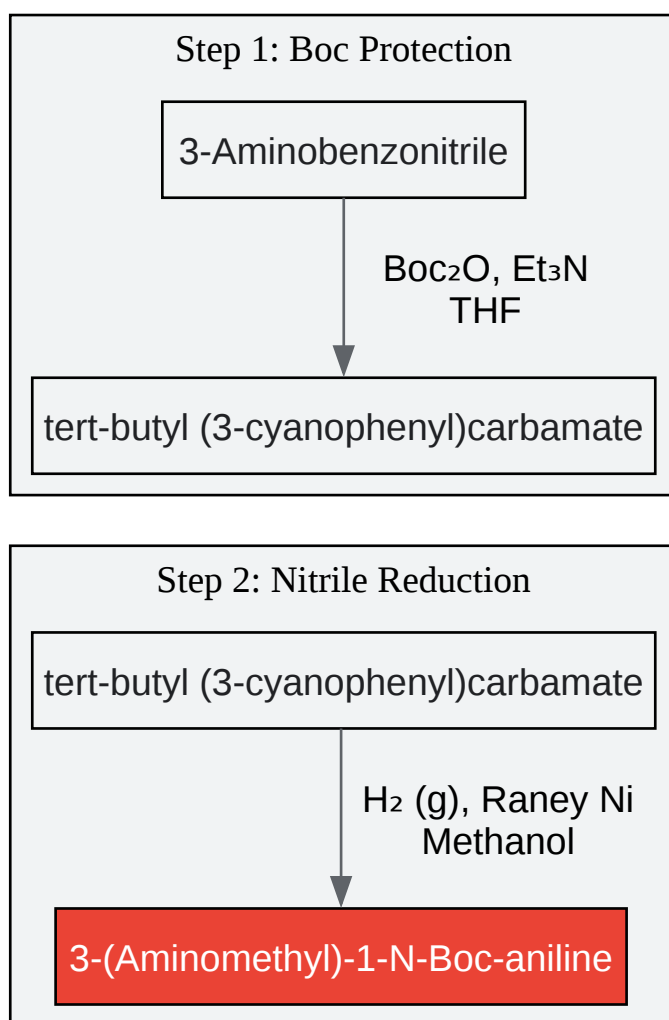 Step 1: Boc Protection
3-Aminobenzonitrile
Boc₂O, Et₃N
THF
tert-butyl (3-cyanophenyl)carbamate
Step 2: Nitrile Reduction
tert-butyl (3-cyanophenyl)carbamate
H₂ (g), Raney Ni
Methanol
3-(Aminomethyl)-1-N-Boc-aniline